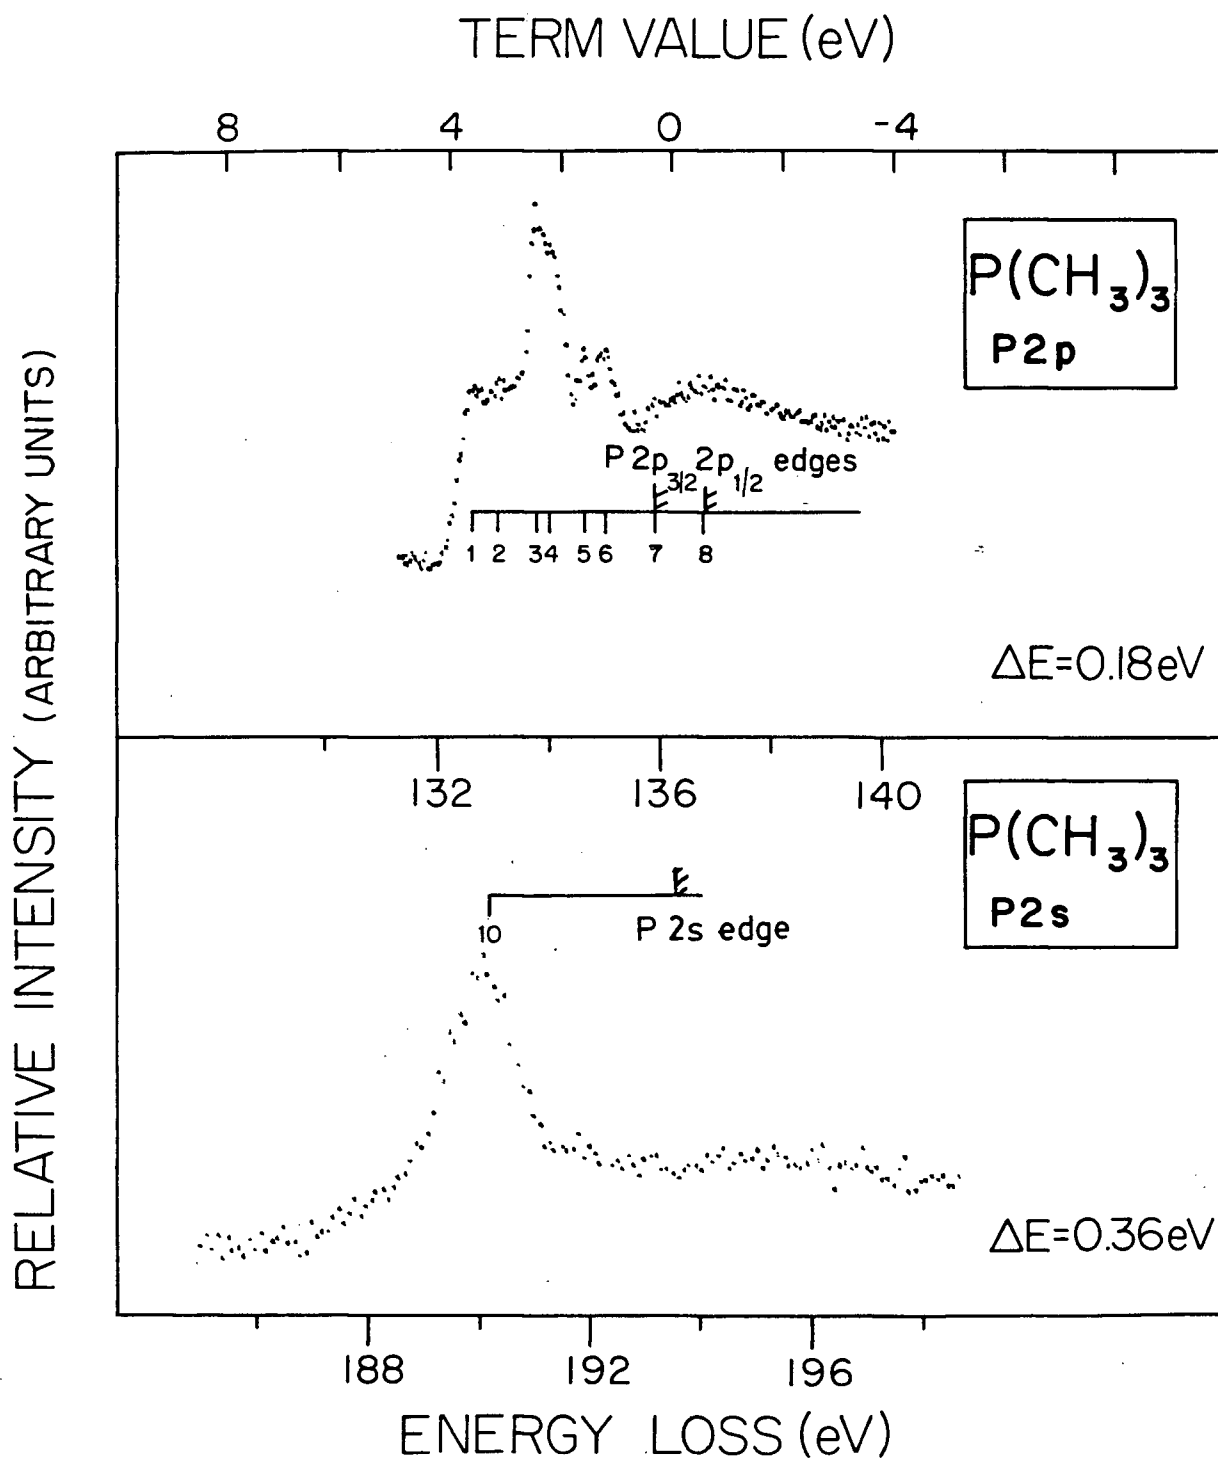 TERM VALUE (eV)
8 4 0 -4
P(CH₃)₃
P2p
P 2p3/2 2p1/2 edges
1 2 3 4 5 6 7 8
ΔE=0.18eV
132 136 140
P(CH₃)₃
P2s
10
P 2s edge
ΔE=0.36eV
188 192 196
ENERGY LOSS (eV)
RELATIVE INTENSITY (ARBITRARY UNITS)